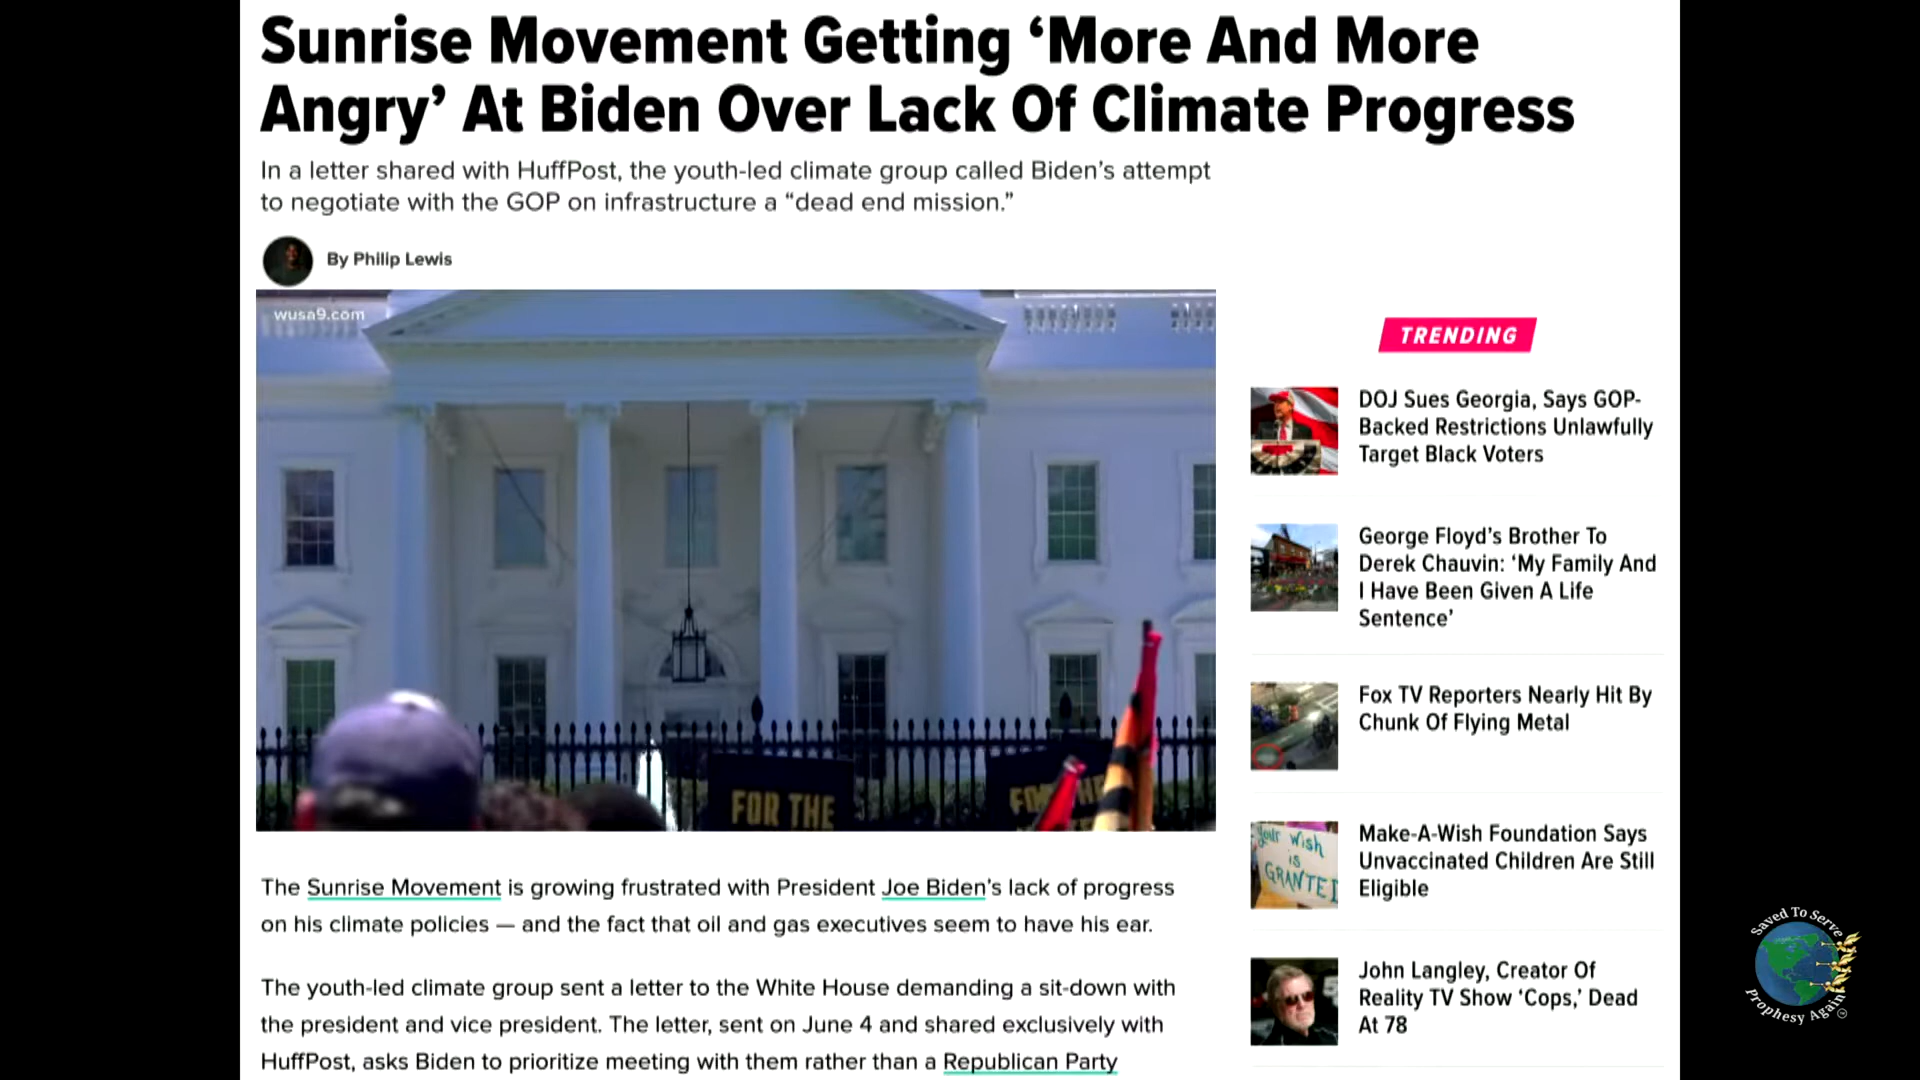 Sunrise Movement Getting ‘More And More
Angry’ At Biden Over Lack Of Climate Progress
In a letter shared with HuffPost, the youth-led climate group called Biden’s attempt
to negotiate with the GOP on infrastructure a “dead end mission.”
By Philip Lewis
wusa9.com
FOR THE
TRENDING
DOJ Sues Georgia, Says GOP-
Backed Restrictions Unlawfully
Target Black Voters
George Floyd’s Brother To
Derek Chauvin: ‘My Family And
I Have Been Given A Life
Sentence’
Fox TV Reporters Nearly Hit By
Chunk Of Flying Metal
Your Wish
is
GRANTED
Make-A-Wish Foundation Says
Unvaccinated Children Are Still
Eligible
John Langley, Creator Of
Reality TV Show ‘Cops,’ Dead
At 78
The Sunrise Movement is growing frustrated with President Joe Biden’s lack of progress
on his climate policies — and the fact that oil and gas executives seem to have his ear.
The youth-led climate group sent a letter to the White House demanding a sit-down with
the president and vice president. The letter, sent on June 4 and shared exclusively with
HuffPost, asks Biden to prioritize meeting with them rather than a Republican Party
Saved To Serve
Prophesy Again